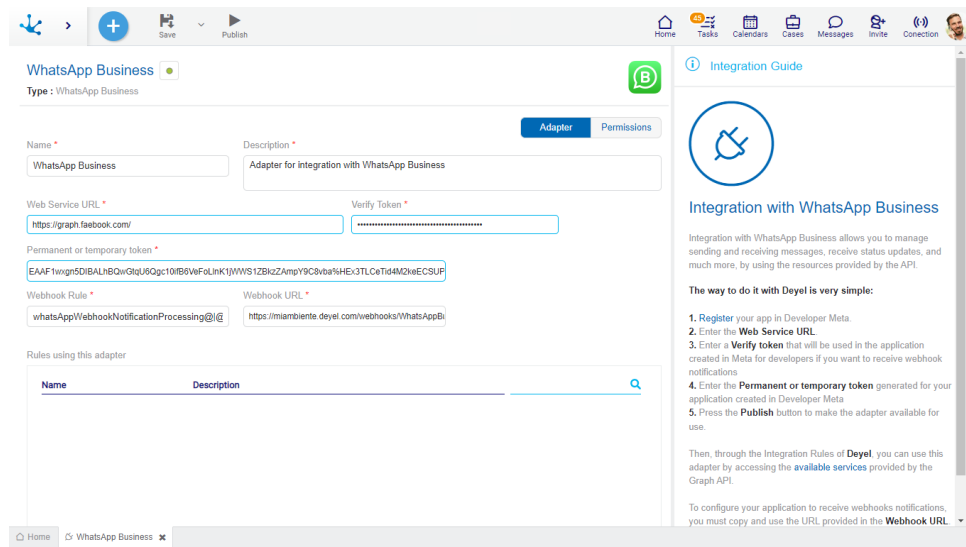 Save
Publish
Home
45
Tasks
Calendars
Cases
Messages
Invite
Conection
WhatsApp Business
Type : WhatsApp Business
Adapter
Permissions
Name *
Description *
WhatsApp Business
Adapter for integration with WhatsApp Business
Web Service URL *
Verify Token *
https://graph.faebook.com/
Permanent or temporary token *
Webhook Rule *
Webhook URL *
whatsAppWebhookNotificationProcessing@|@
https://miambiente.deyel.com/webhooks/WhatsAppBu
Rules using this adapter
Name
Description
Integration Guide
Integration with WhatsApp Business
Integration with WhatsApp Business allows you to manage
sending and receiving messages, receive status updates, and
much more, by using the resources provided by the API.
The way to do it with Deyel is very simple:
1. Register your app in Developer Meta.
2. Enter the Web Service URL.
3. Enter a Verify token that will be used in the application
created in Meta for developers if you want to receive webhook
notifications
4. Enter the Permanent or temporary token generated for your
application created in Developer Meta
5. Press the Publish button to make the adapter available for
use.
Then, through the Integration Rules of Deyel, you can use this
adapter by accessing the available services provided by the
Graph API.
To configure your application to receive webhooks notifications,
you must copy and use the URL provided in the Webhook URL.
Home
WhatsApp Business